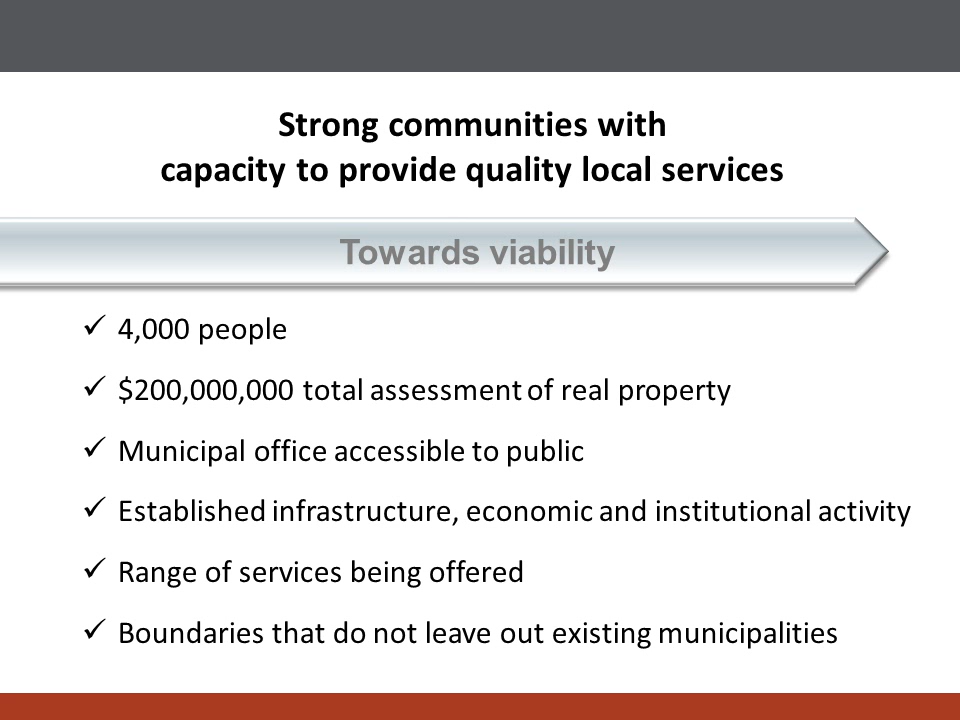 Strong communities with
capacity to provide quality local services
Towards viability
✓ 4,000 people
✓ $200,000,000 total assessment of real property
✓ Municipal office accessible to public
✓ Established infrastructure, economic and institutional activity
✓ Range of services being offered
✓ Boundaries that do not leave out existing municipalities